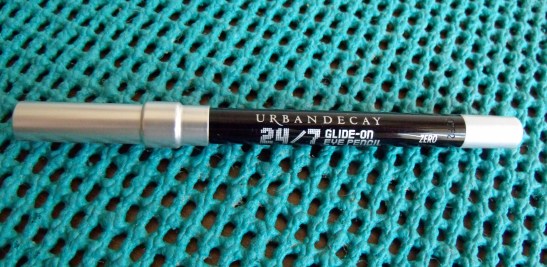 URBANDECAY
24/7 GLIDE-ON
EYE PENCIL
ZERO